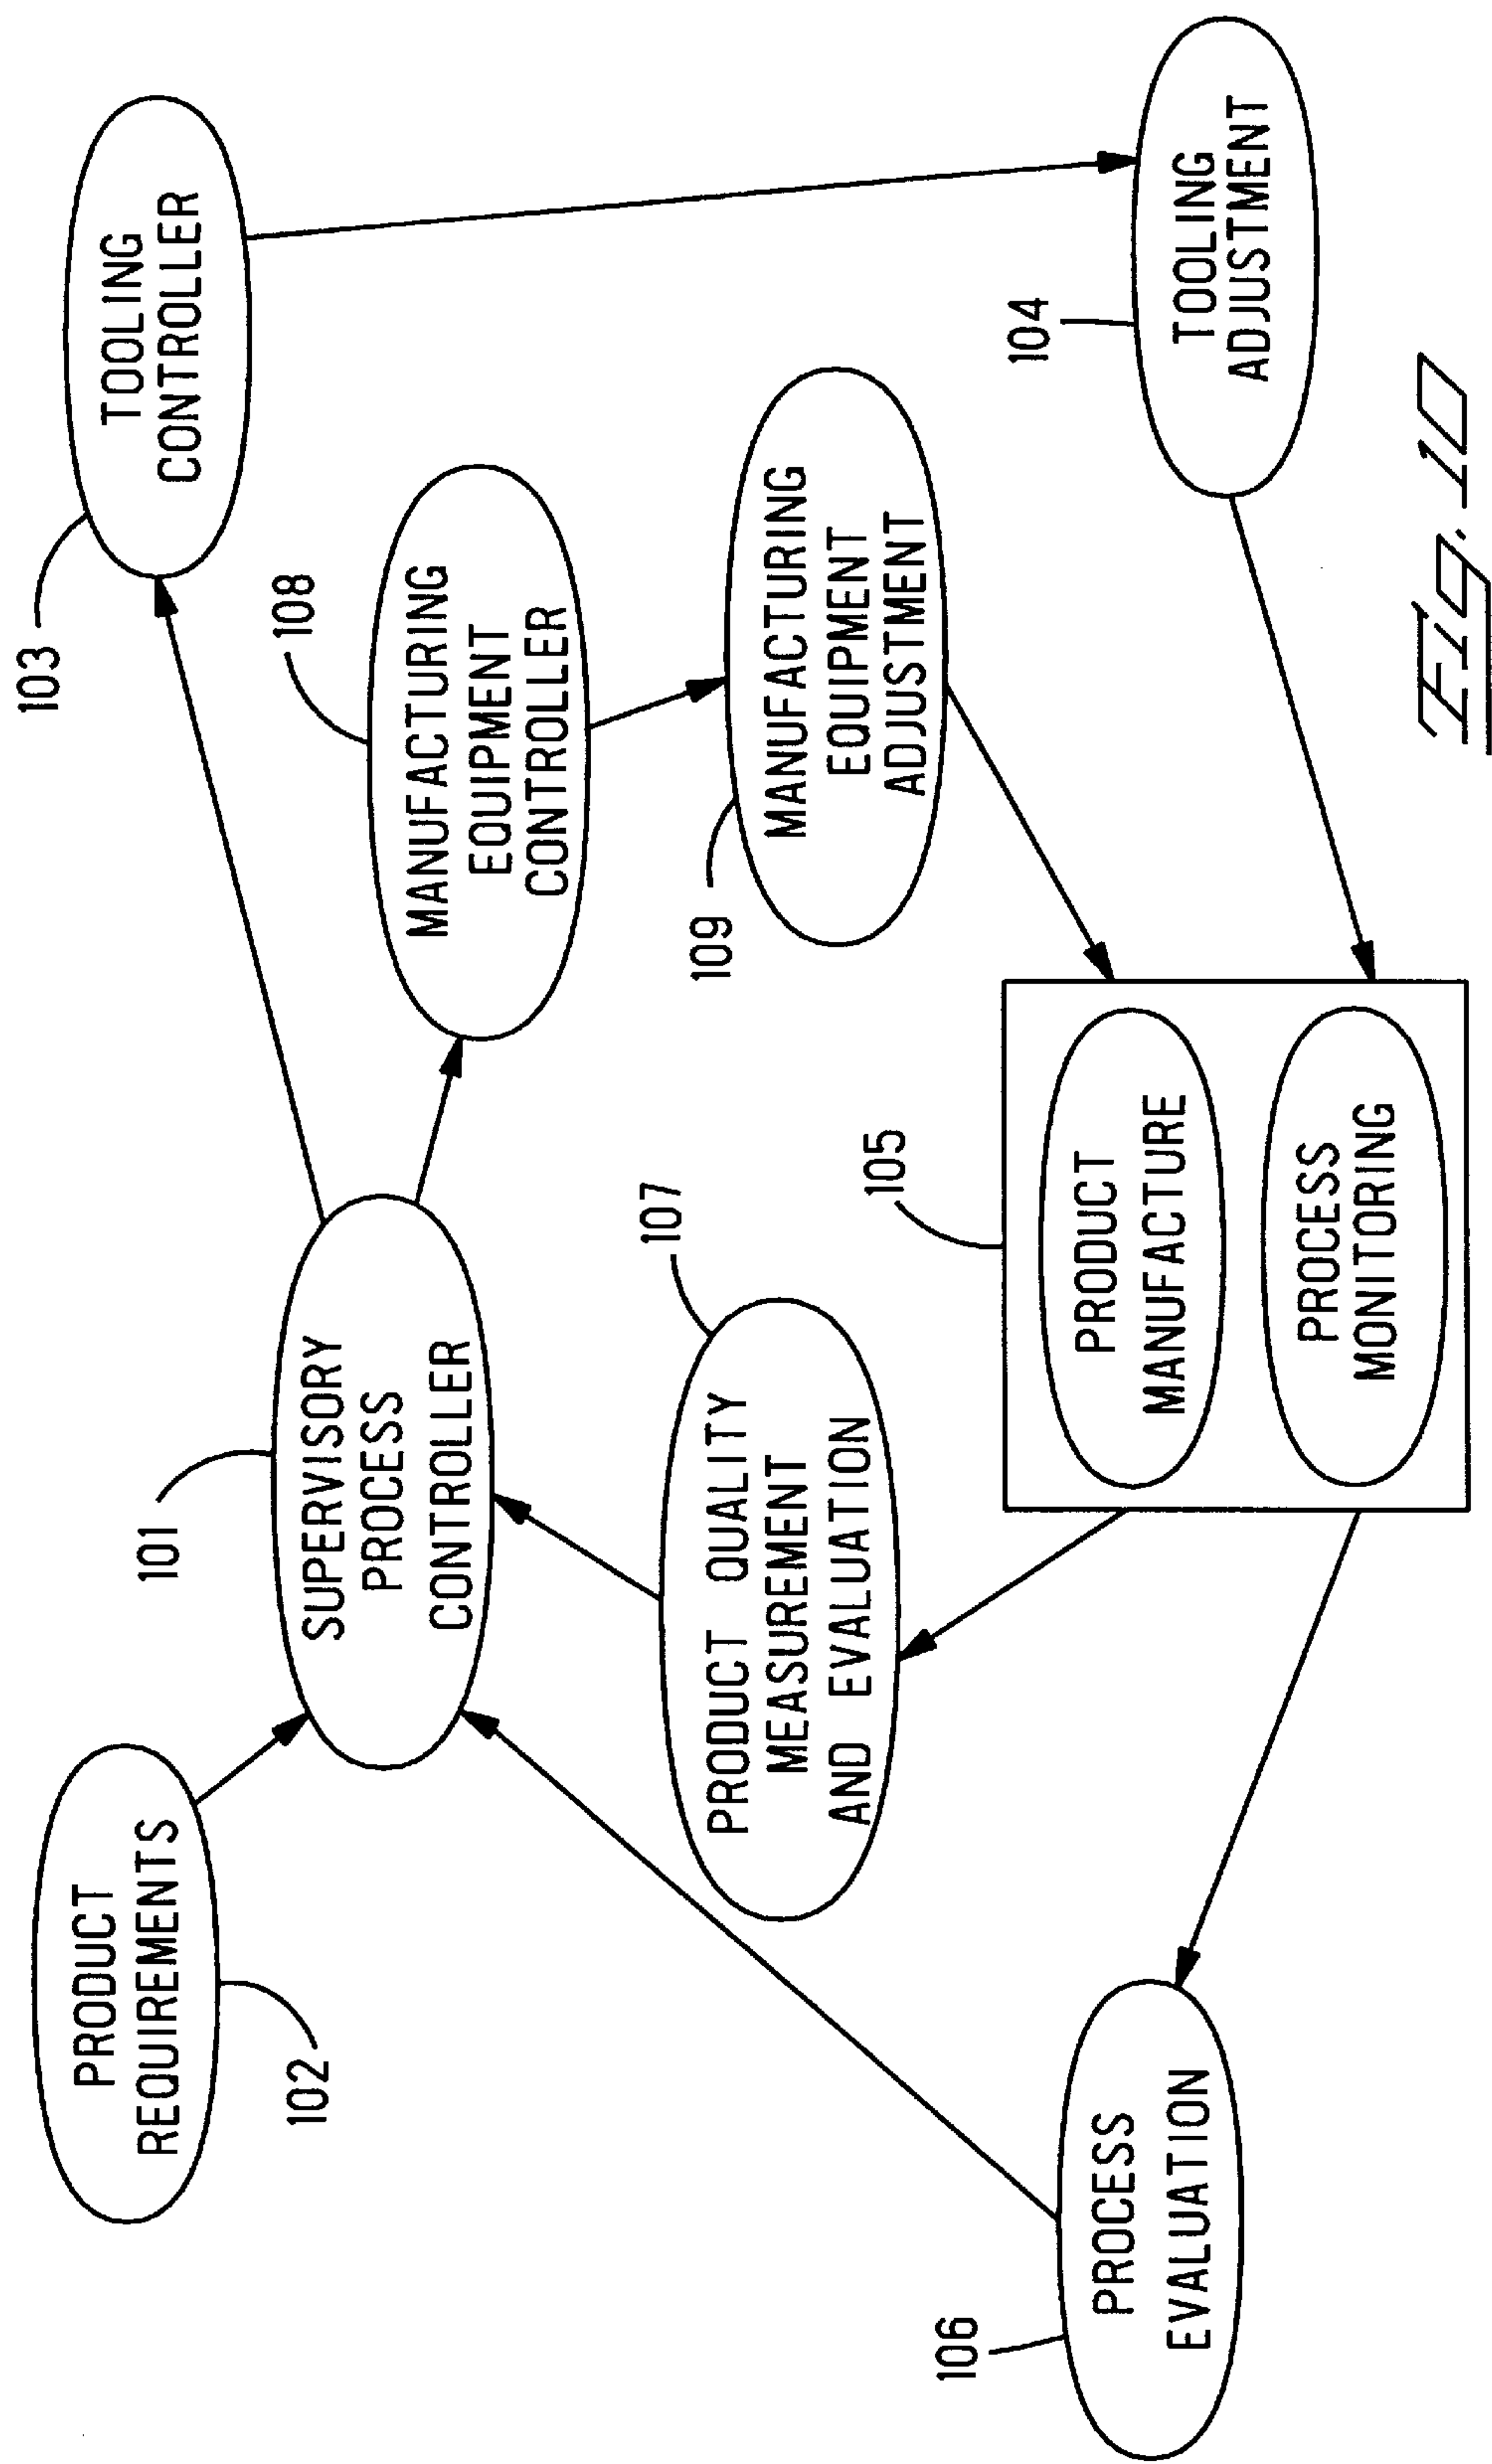 PRODUCT
REQUIREMENTS
102
101
SUPERVISORY
PROCESS
CONTROLLER
103
TOOLING
CONTROLLER
108
MANUFACTURING
EQUIPMENT
CONTROLLER
107
PRODUCT QUALITY
MEASUREMENT
AND EVALUATION
109
MANUFACTURING
EQUIPMENT
ADJUSTMENT
106
PROCESS
EVALUATION
105
PRODUCT
MANUFACTURE
PROCESS
MONITORING
104
TOOLING
ADJUSTMENT
Fig. 10